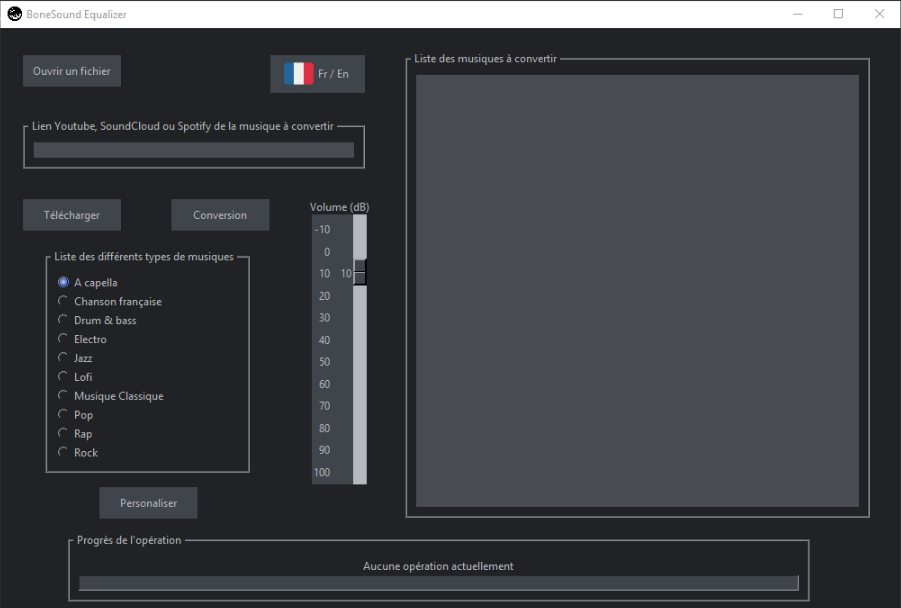 BoneSound Equalizer
Ouvrir un fichier
Fr / En
Lien Youtube, SoundCloud ou Spotify de la musique à convertir
Télécharger
Conversion
Liste des différents types de musiques
A capella
Chanson française
Drum & bass
Electro
Jazz
Lofi
Musique Classique
Pop
Rap
Rock
Personaliser
Volume (dB)
-10
0
10 10
20
30
40
50
60
70
80
90
100
Liste des musiques à convertir
Progrès de l'opération
Aucune opération actuellement